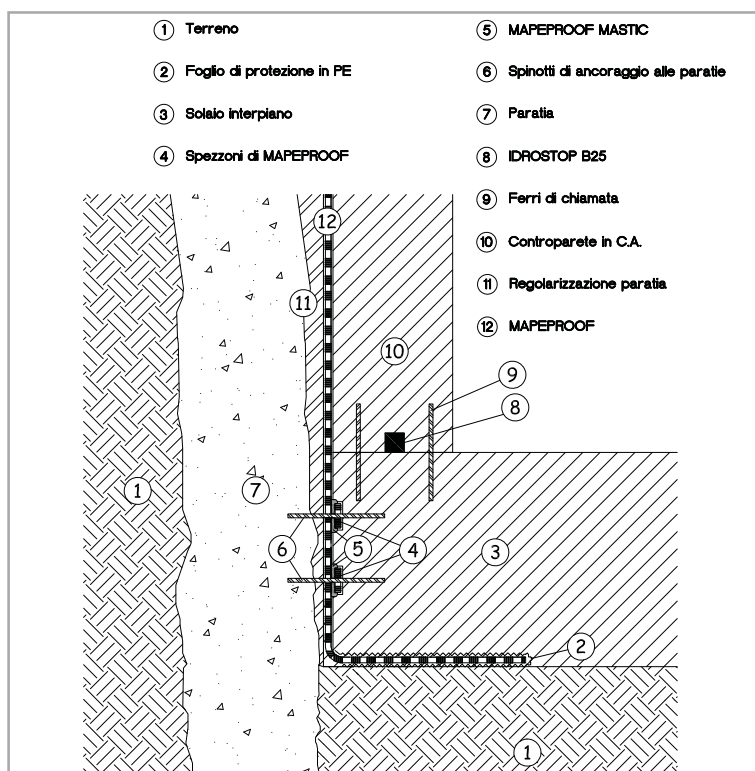 1 Terreno
2 Foglio di protezione in PE
3 Solaio interpiano
4 Spezzoni di MAPEPROOF
5 MAPEPROOF MASTIC
6 Spinotti di ancoraggio alle paratie
7 Paratia
8 IDROSTOP B25
9 Ferri di chiamata
10 Controparete in C.A.
11 Regolarizzazione paratia
12 MAPEPROOF
12
11
10
9
8
1
7
6
5
4
3
2
1